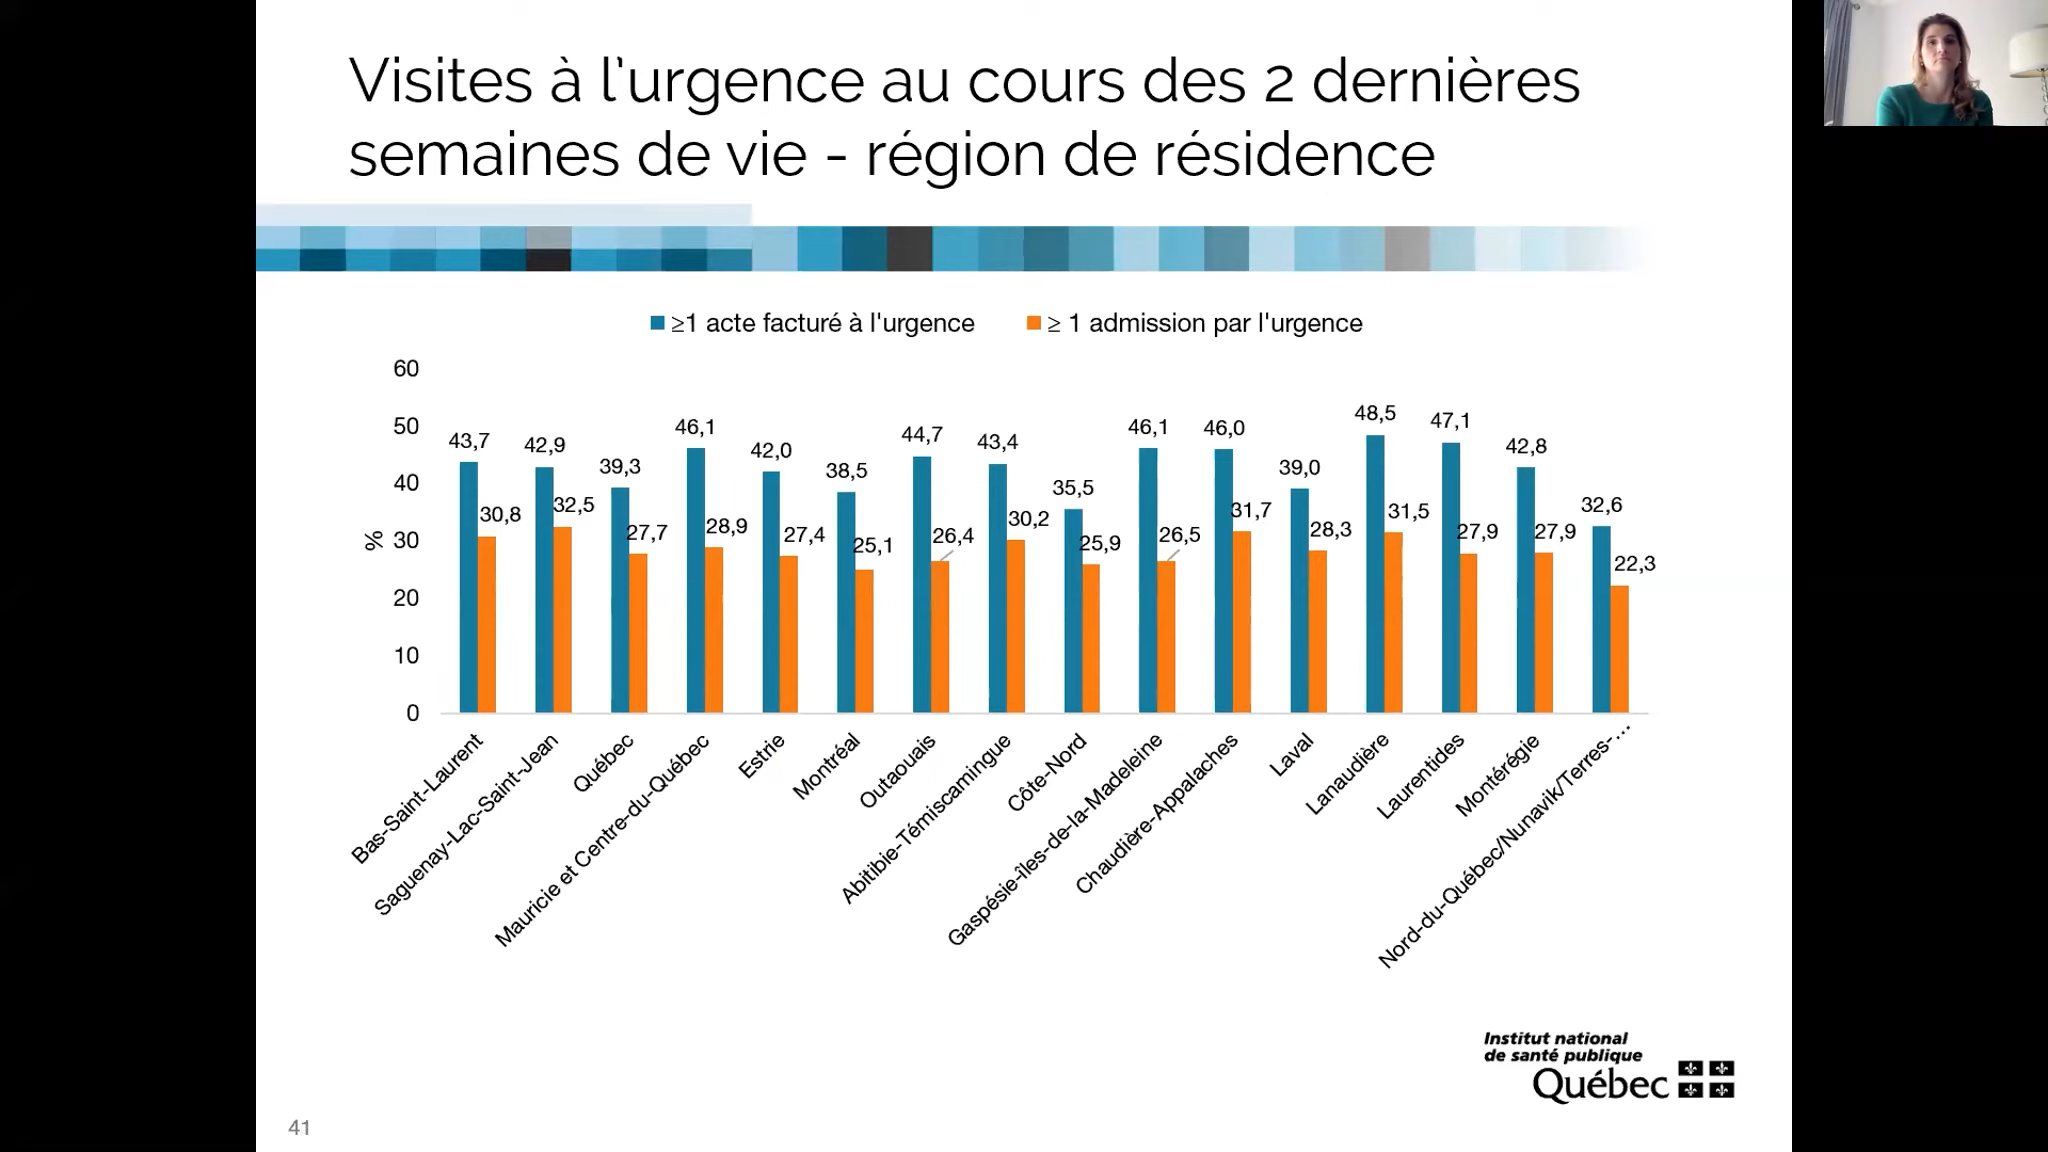 Visites à l'urgence au cours des 2 dernières
semaines de vie - région de résidence
≥1 acte facturé à l'urgence
≥ 1 admission par l'urgence
60
50
40
30
20
10
0
%
43,7
30,8
42,9
32,5
39,3
27,7
46,1
28,9
42,0
27,4
38,5
25,1
44,7
26,4
43,4
30,2
35,5
25,9
46,1
26,5
46,0
31,7
39,0
28,3
48,5
31,5
47,1
27,9
42,8
27,9
32,6
22,3
Bas-Saint-Laurent
Saguenay-Lac-Saint-Jean
Québec
Mauricie et Centre-du-Québec
Estrie
Montréal
Outaouais
Abitibie-Témiscamingue
Côte-Nord
Gaspésie-îles-de-la-Madeleine
Chaudière-Appalaches
Laval
Lanaudière
Laurentides
Montérégie
Nord-du-Québec/Nunavik/Terres-…
Institut national
de santé publique
Québec
41